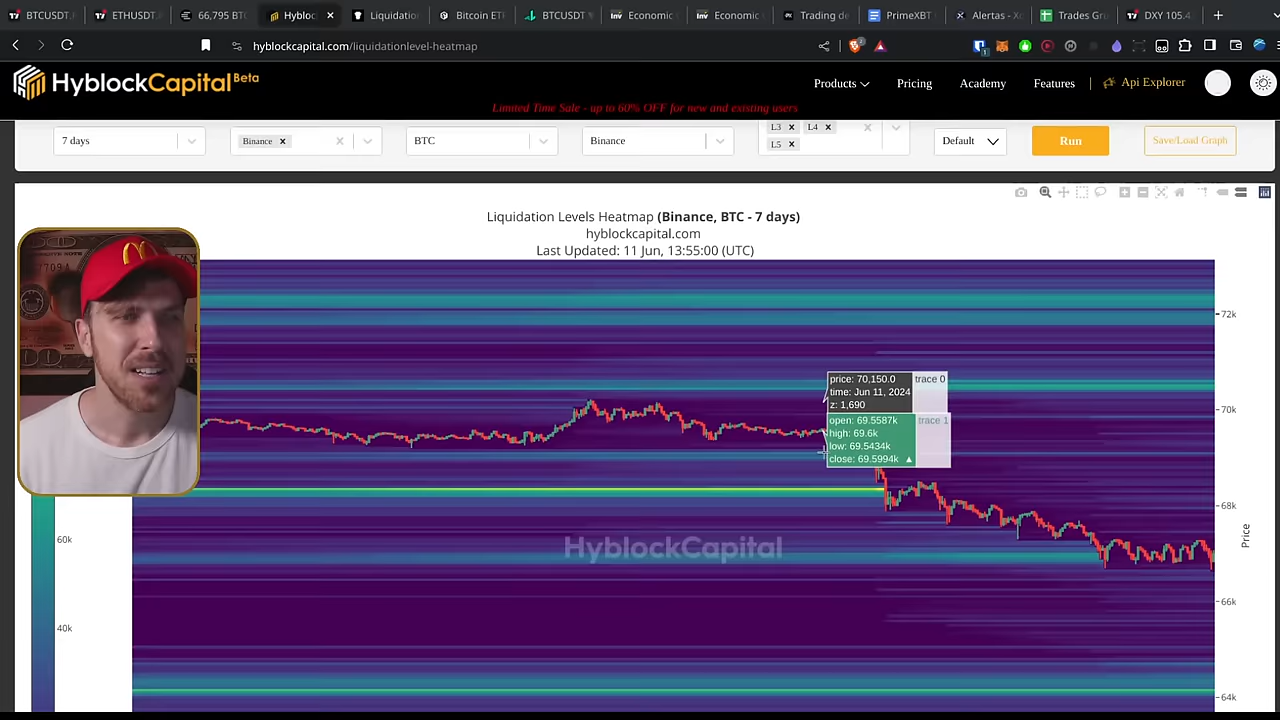 BTCUSDT.
ETHUSDT.
66,795 BTC
Hybloc
Liquidation
Bitcoin ETF
BTCUSDT
Economic
Economic
Trading de
PrimeXBT
Alertas - Xo
Trades Gru
DXY 105.4
hyblockcapital.com/liquidationlevel-heatmap
1
HyblockCapital Beta
Products
Pricing
Academy
Features
Api Explorer
Limited Time Sale - up to 60% OFF for new and existing users
7 days
Binance
BTC
Binance
L3
L4
L5
Default
Run
Save/Load Graph
Liquidation Levels Heatmap (Binance, BTC - 7 days)
hyblockcapital.com
Last Updated: 11 Jun, 13:55:00 (UTC)
72k
price: 70,150.0
trace 0
time: Jun 11, 2024
z: 1,690
70k
open: 69.5587k
trace 1
high: 69.6k
low: 69.5434k
close: 69.5994k ▲
68k
Price
HyblockCapital
60k
66k
40k
64k